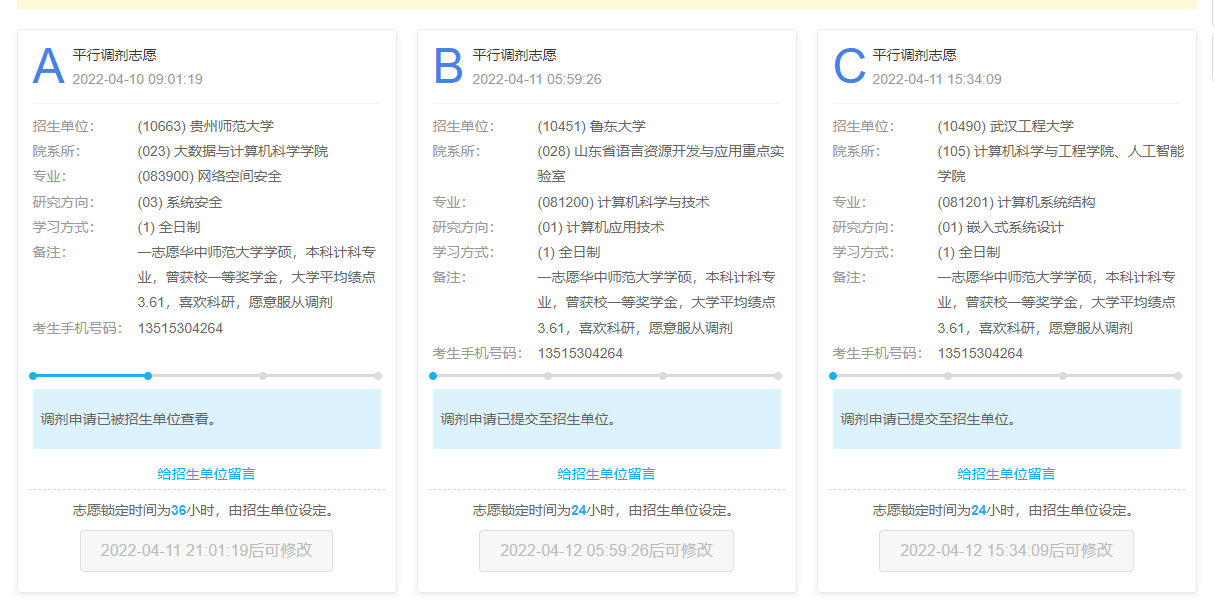 A 平行调剂志愿
2022-04-10 09:01:19
招生单位： (10663) 贵州师范大学
院系所： (023) 大数据与计算机科学学院
专业： (083900) 网络空间安全
研究方向： (03) 系统安全
学习方式： (1) 全日制
备注： 一志愿华中师范大学学硕，本科计科专
业，曾获校一等奖学金，大学平均绩点
3.61，喜欢科研，愿意服从调剂
考生手机号码： 13515304264
调剂申请已被招生单位查看。
给招生单位留言
志愿锁定时间为36小时，由招生单位设定。
2022-04-11 21:01:19后可修改
B 平行调剂志愿
2022-04-11 05:59:26
招生单位： (10451) 鲁东大学
院系所： (028) 山东省语言资源开发与应用重点实
验室
专业： (081200) 计算机科学与技术
研究方向： (01) 计算机应用技术
学习方式： (1) 全日制
备注： 一志愿华中师范大学学硕，本科计科专
业，曾获校一等奖学金，大学平均绩点
3.61，喜欢科研，愿意服从调剂
考生手机号码： 13515304264
调剂申请已提交至招生单位。
给招生单位留言
志愿锁定时间为24小时，由招生单位设定。
2022-04-12 05:59:26后可修改
C 平行调剂志愿
2022-04-11 15:34:09
招生单位： (10490) 武汉工程大学
院系所： (105) 计算机科学与工程学院、人工智能
学院
专业： (081201) 计算机系统结构
研究方向： (01) 嵌入式系统设计
学习方式： (1) 全日制
备注： 一志愿华中师范大学学硕，本科计科专
业，曾获校一等奖学金，大学平均绩点
3.61，喜欢科研，愿意服从调剂
考生手机号码： 13515304264
调剂申请已提交至招生单位。
给招生单位留言
志愿锁定时间为24小时，由招生单位设定。
2022-04-12 15:34:09后可修改